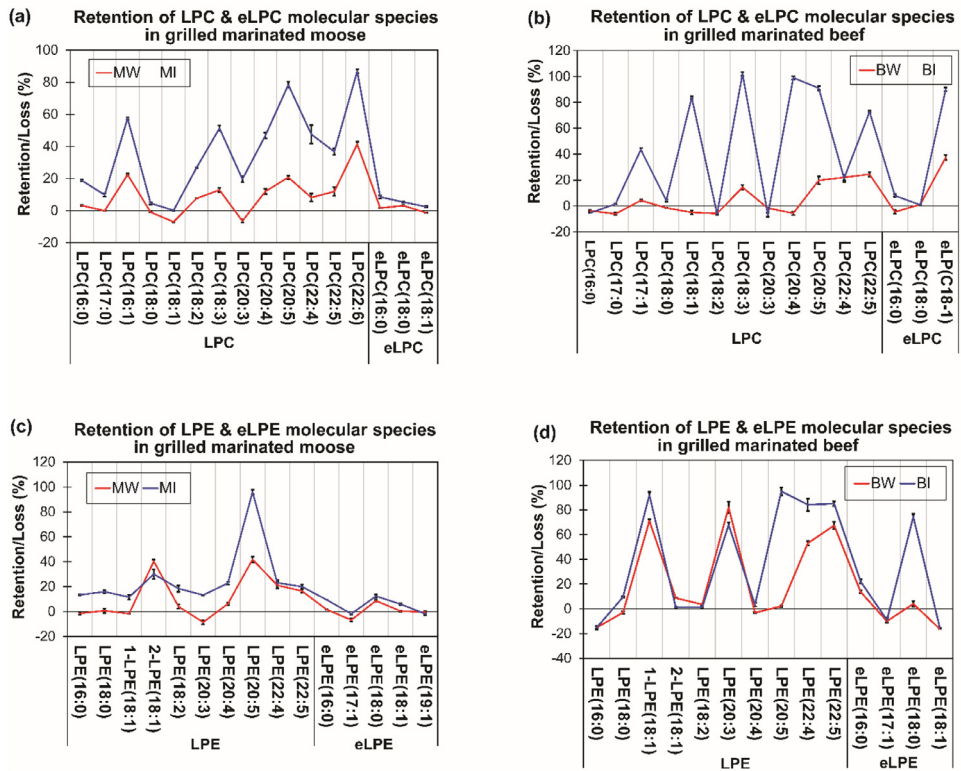 (a)
Retention of LPC & eLPC molecular species
in grilled marinated moose
Retention/Loss (%)
100
80
60
40
20
0
-20
MW MI
LPC(16:0)
LPC(17:0)
LPC(16:1)
LPC(18:0)
LPC(18:1)
LPC(18:2)
LPC(18:3)
LPC(20:3)
LPC(20:4)
LPC(20:5)
LPC(22:4)
LPC(22:5)
LPC(22:6)
eLPC(16:0)
eLPC(18:0)
eLPC(18:1)
LPC eLPC
(b)
Retention of LPC & eLPC molecular species
in grilled marinated beef
Retention/Loss (%)
120
100
80
60
40
20
0
-20
BW BI
LPC(16:0)
LPC(17:0)
LPC(17:1)
LPC(18:0)
LPC(18:1)
LPC(18:2)
LPC(18:3)
LPC(20:3)
LPC(20:4)
LPC(20:5)
LPC(22:4)
LPC(22:5)
eLPC(16:0)
eLPC(18:0)
eLP(C18-1)
LPC eLPC
(c)
Retention of LPE & eLPE molecular species
in grilled marinated moose
Retention/Loss (%)
120
100
80
60
40
20
0
-20
MW MI
LPE(16:0)
LPE(18:0)
1-LPE(18:1)
2-LPE(18:1)
LPE(18:2)
LPE(20:3)
LPE(20:4)
LPE(20:5)
LPE(22:4)
LPE(22:5)
eLPE(16:0)
eLPE(17:1)
eLPE(18:0)
eLPE(18:1)
eLPE(19:1)
LPE eLPE
(d)
Retention of LPE & eLPE molecular species
in grilled marinated beef
Retention/Loss (%)
120
100
80
60
40
20
0
-20
-40
BW BI
LPE(16:0)
LPE(18:0)
1-LPE(18:1)
2-LPE(18:1)
LPE(18:2)
LPE(20:3)
LPE(20:4)
LPE(20:5)
LPE(22:4)
LPE(22:5)
eLPE(16:0)
eLPE(17:1)
eLPE(18:0)
eLPE(18:1)
LPE eLPE